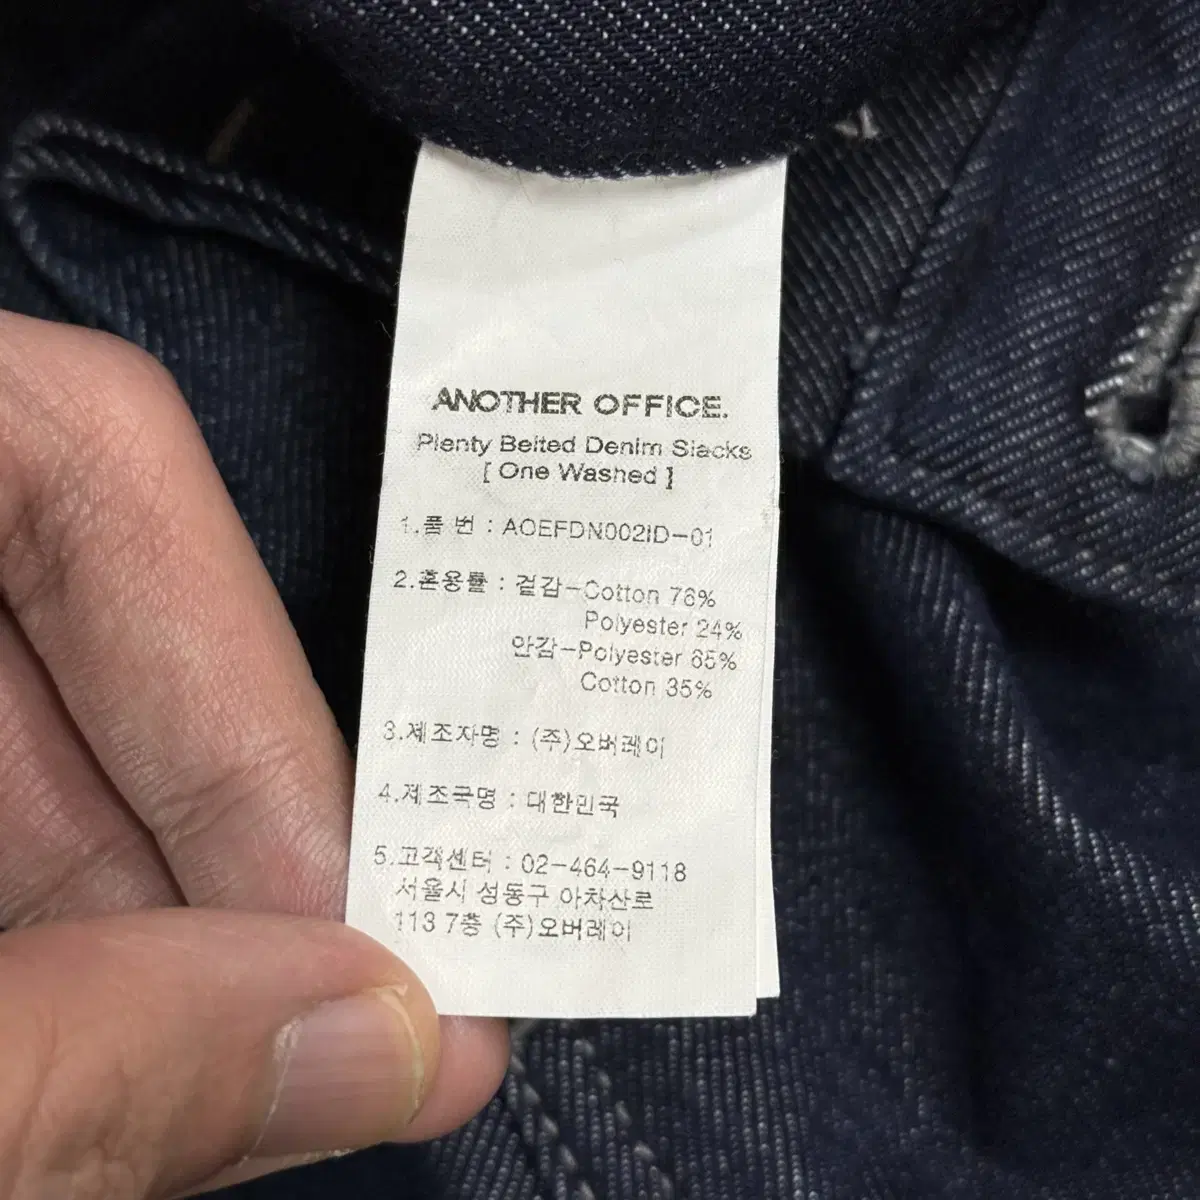 ANOTHER OFFICE.
Plenty Belted Denim Slacks
[ One Washed ]
1.품 번 : AOEFDN002ID-01
2.혼용률 : 겉감-Cotton 76%
Polyester 24%
안감-Polyester 65%
Cotton 35%
3.제조자명 : (주)오버레이
4.제조국명 : 대한민국
5.고객센터 : 02-464-9118
서울시 성동구 아차산로
113 7층 (주)오버레이